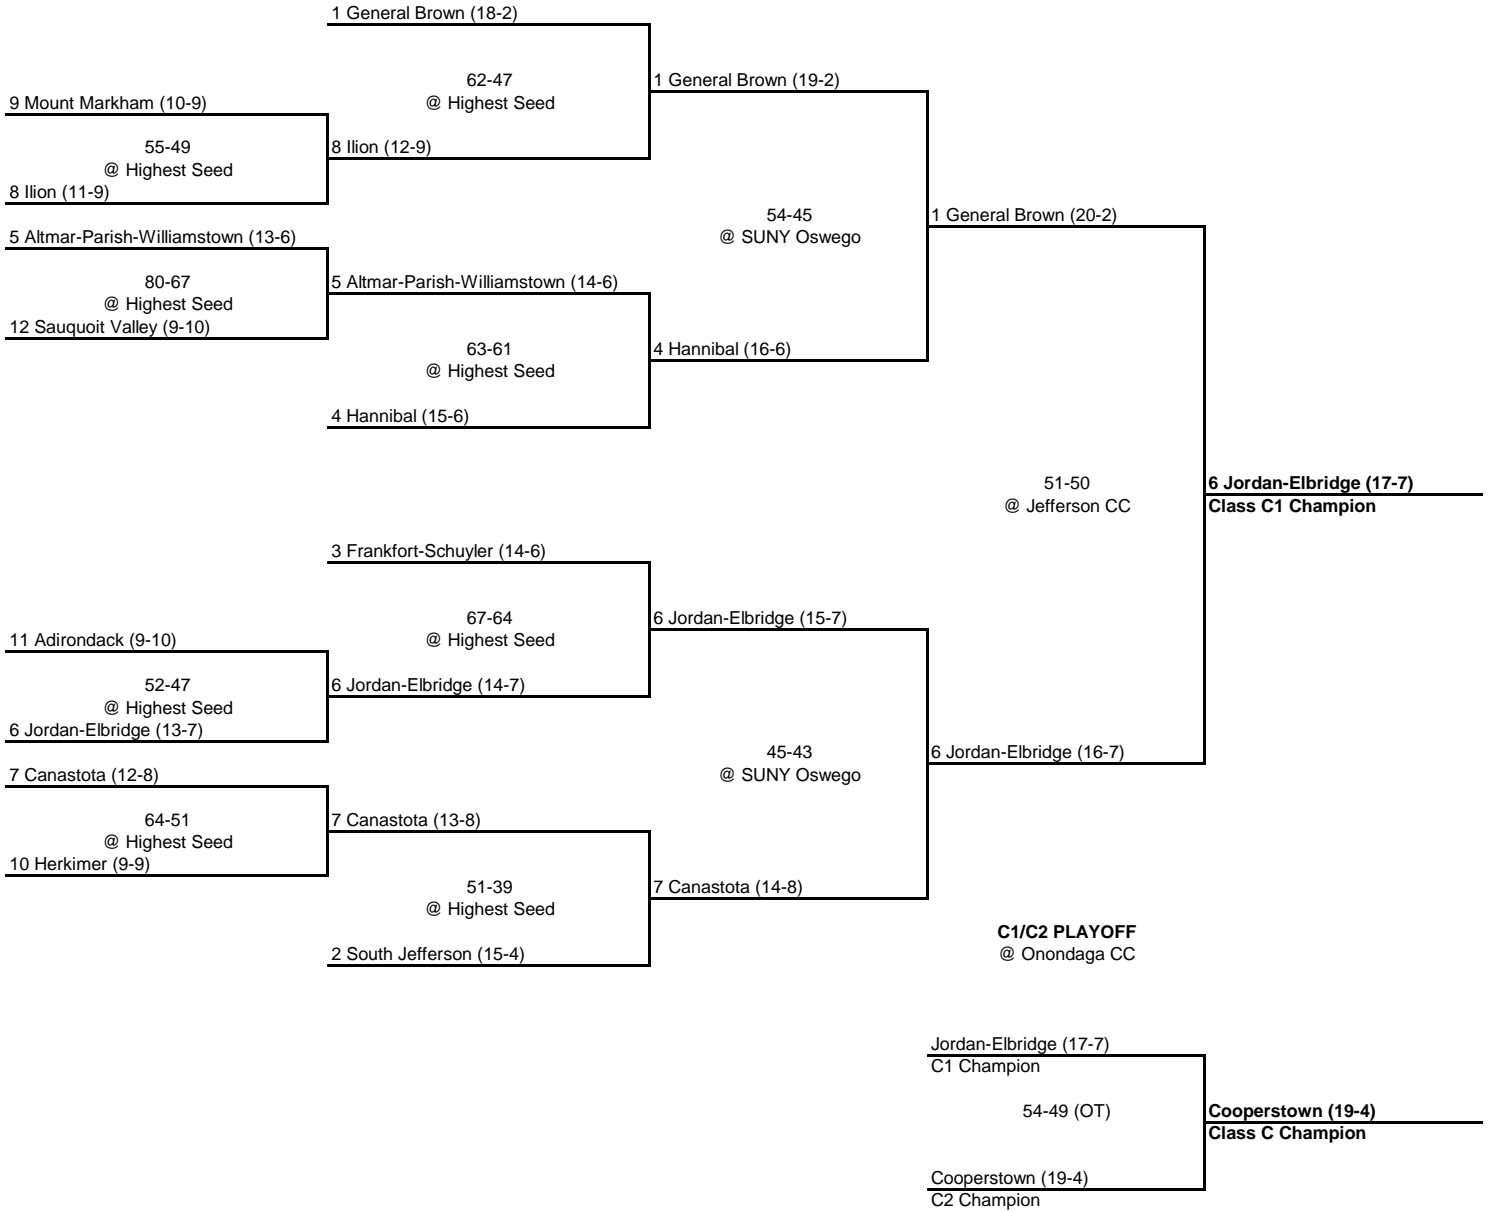 1 General Brown (18-2)
62-47
@ Highest Seed
1 General Brown (19-2)
9 Mount Markham (10-9)
55-49
@ Highest Seed
8 Ilion (12-9)
8 Ilion (11-9)
54-45
@ SUNY Oswego
1 General Brown (20-2)
5 Altmar-Parish-Williamstown (13-6)
80-67
@ Highest Seed
5 Altmar-Parish-Williamstown (14-6)
12 Sauquoit Valley (9-10)
63-61
@ Highest Seed
4 Hannibal (16-6)
4 Hannibal (15-6)
51-50
@ Jefferson CC
6 Jordan-Elbridge (17-7)
Class C1 Champion
3 Frankfort-Schuyler (14-6)
67-64
@ Highest Seed
6 Jordan-Elbridge (15-7)
11 Adirondack (9-10)
52-47
@ Highest Seed
6 Jordan-Elbridge (14-7)
6 Jordan-Elbridge (13-7)
45-43
@ SUNY Oswego
6 Jordan-Elbridge (16-7)
7 Canastota (12-8)
64-51
@ Highest Seed
7 Canastota (13-8)
10 Herkimer (9-9)
51-39
@ Highest Seed
7 Canastota (14-8)
2 South Jefferson (15-4)
C1/C2 PLAYOFF
@ Onondaga CC
Jordan-Elbridge (17-7)
C1 Champion
54-49 (OT)
Cooperstown (19-4)
Class C Champion
Cooperstown (19-4)
C2 Champion